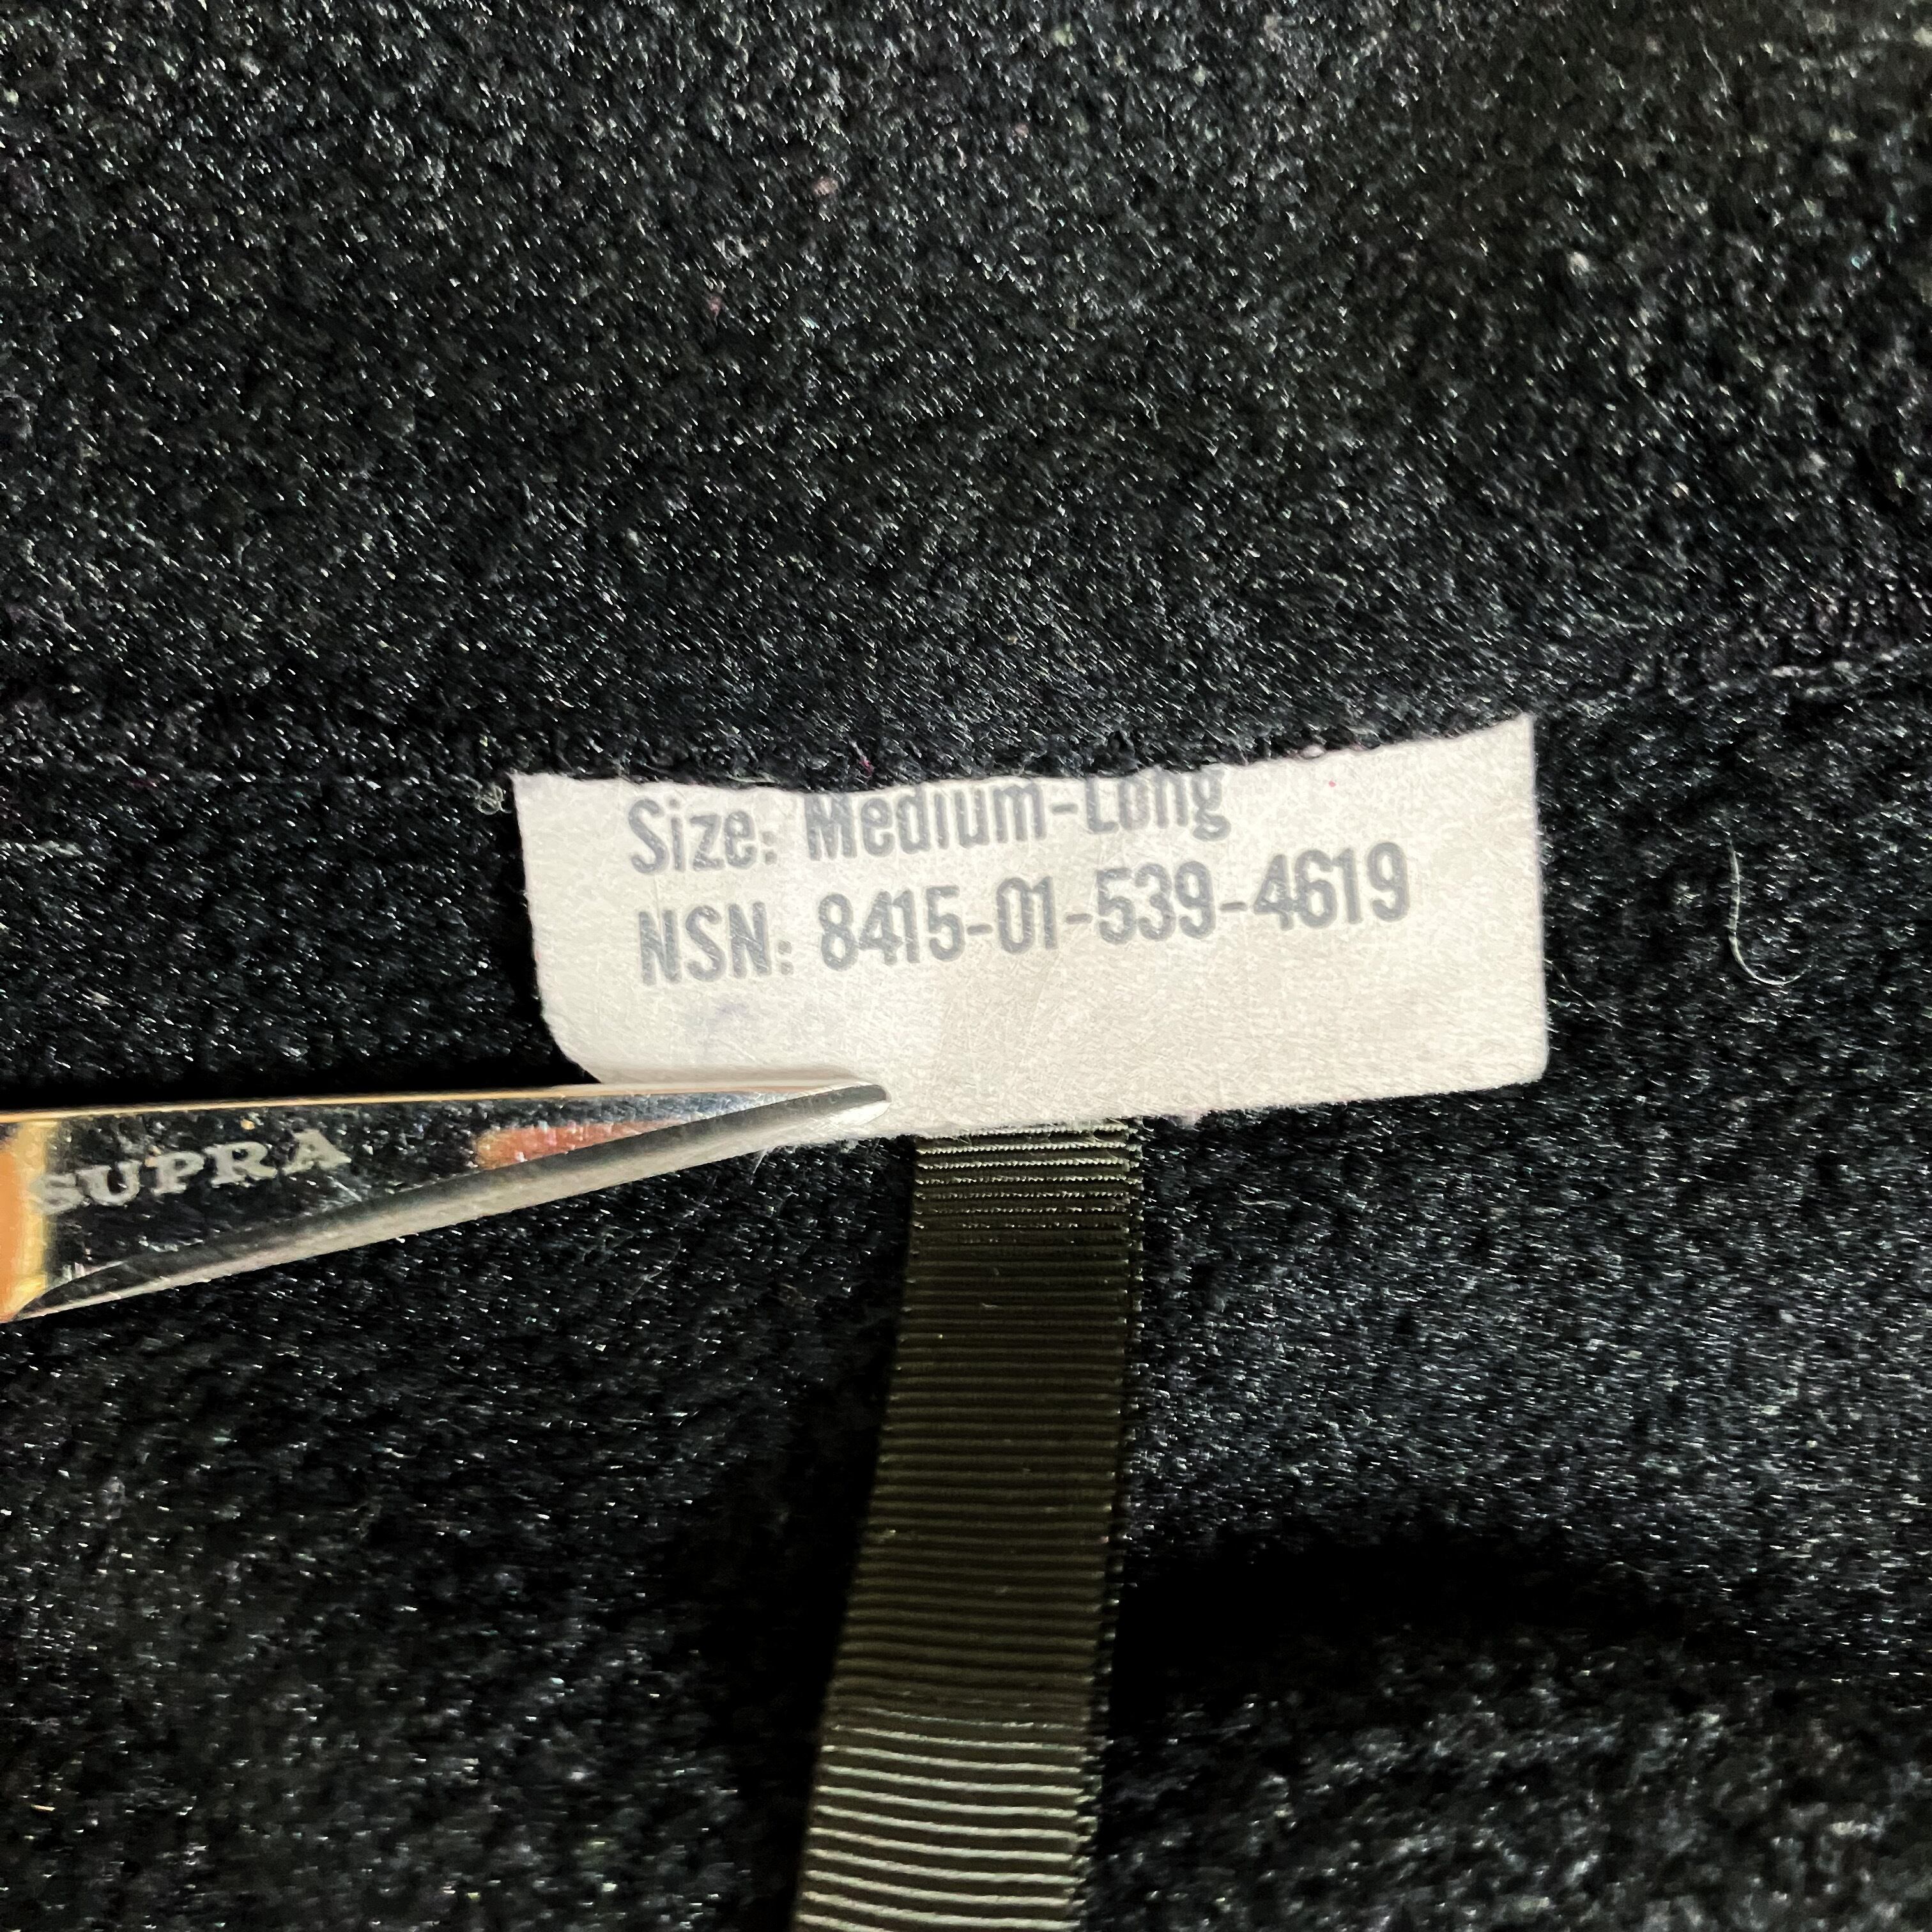 Size: Medium-Long
NSN: 8415-01-539-4619
SUPRA